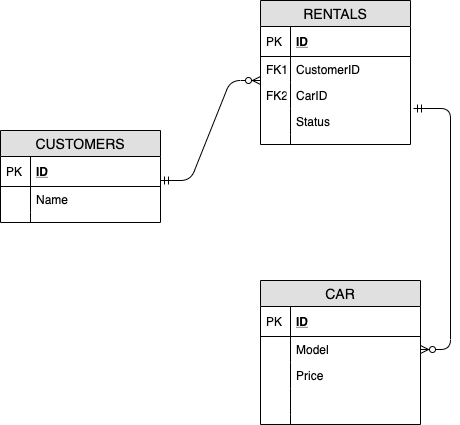 RENTALS
PK ID
FK1 CustomerID
FK2 CarID
Status
CUSTOMERS
PK ID
Name
CAR
PK ID
Model
Price